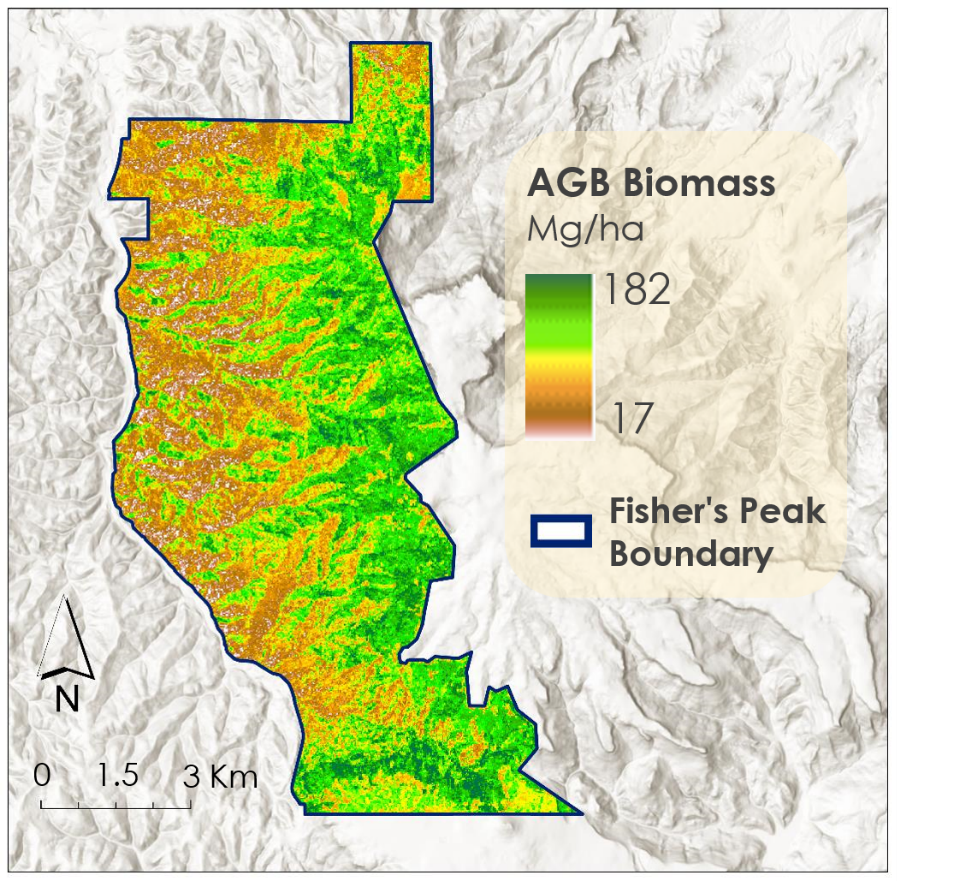 AGB Biomass
Mg/ha
182
17
Fisher's Peak
Boundary
N
0 1.5 3 Km